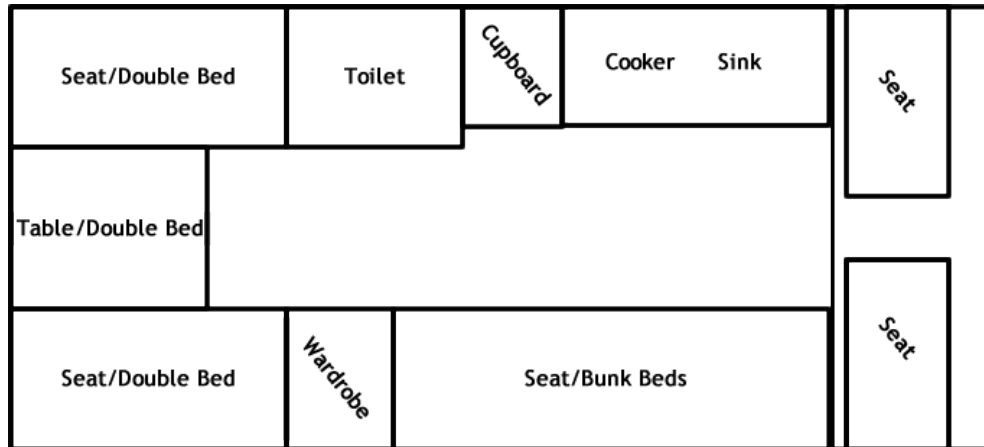 Seat/Double Bed
Toilet
Cupboard
Cooker Sink
Seat
Table/Double Bed
Seat/Double Bed
Wardrobe
Seat/Bunk Beds
Seat